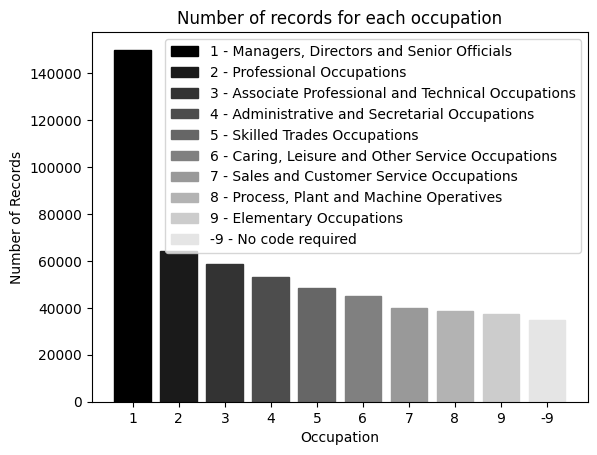 Number of records for each occupation
Number of Records
140000
120000
100000
80000
60000
40000
20000
0
1 - Managers, Directors and Senior Officials
2 - Professional Occupations
3 - Associate Professional and Technical Occupations
4 - Administrative and Secretarial Occupations
5 - Skilled Trades Occupations
6 - Caring, Leisure and Other Service Occupations
7 - Sales and Customer Service Occupations
8 - Process, Plant and Machine Operatives
9 - Elementary Occupations
-9 - No code required
1 2 3 4 5 6 7 8 9 -9
Occupation